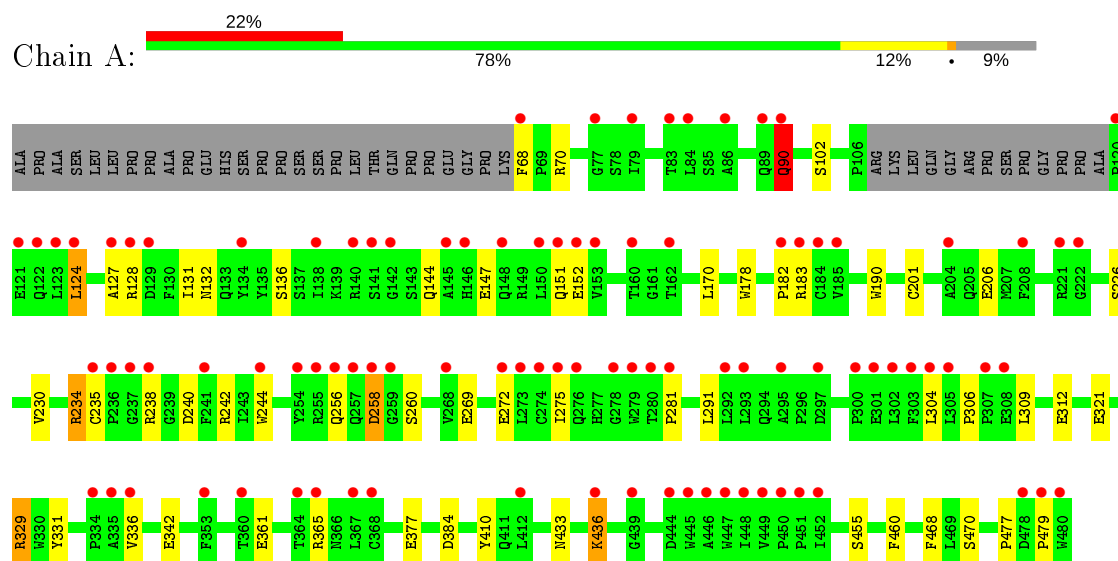 22%
Chain A:
78% 12% • 9%
ALA PRO ALA SER LEU LEU PRO PRO ALA PRO GLU HIS SER PRO PRO SER SER PRO LEU THR GLN PRO PRO GLU GLY PRO LYS F68 P69 R70 G77 S78 I79 T83 L84 S85 A86 Q89 Q90 S102 P106 ARG LYS LEU GLN GLY ARG PRO SER PRO GLY PRO PRO ALA P120
E121 Q122 L123 L124 A127 R128 D129 F130 I131 N132 Q133 Y134 Y135 S136 S137 I138 K139 R140 S141 G142 S143 Q144 A145 H146 E147 Q148 R149 L150 Q151 E152 V153 T160 G161 T162 L170 W178 P182 R183 C184 V185 W190 C201 A204 Q205 E206 M207 F208 R221 G222 S226
V230 R234 C235 P236 G237 R238 G239 D240 F241 R242 I243 W244 Y254 R255 Q256 Q257 D258 G259 S260 V268 E269 E272 L273 C274 I275 Q276 H277 G278 W279 T280 P281 L291 L292 L293 Q294 A295 P296 D297 P300 E301 L302 F303 L304 L305 P306 P307 E308 L309 E312 E321
R329 W330 Y331 P334 A335 V336 E342 F353 T360 E361 T364 R365 N366 L367 C368 E377 D384 Y410 Q411 L412 N433 K436 G439 D444 W445 A446 W447 I448 V449 P450 P451 I452 S455 F460 F468 L469 S470 P477 D478 P479 W480